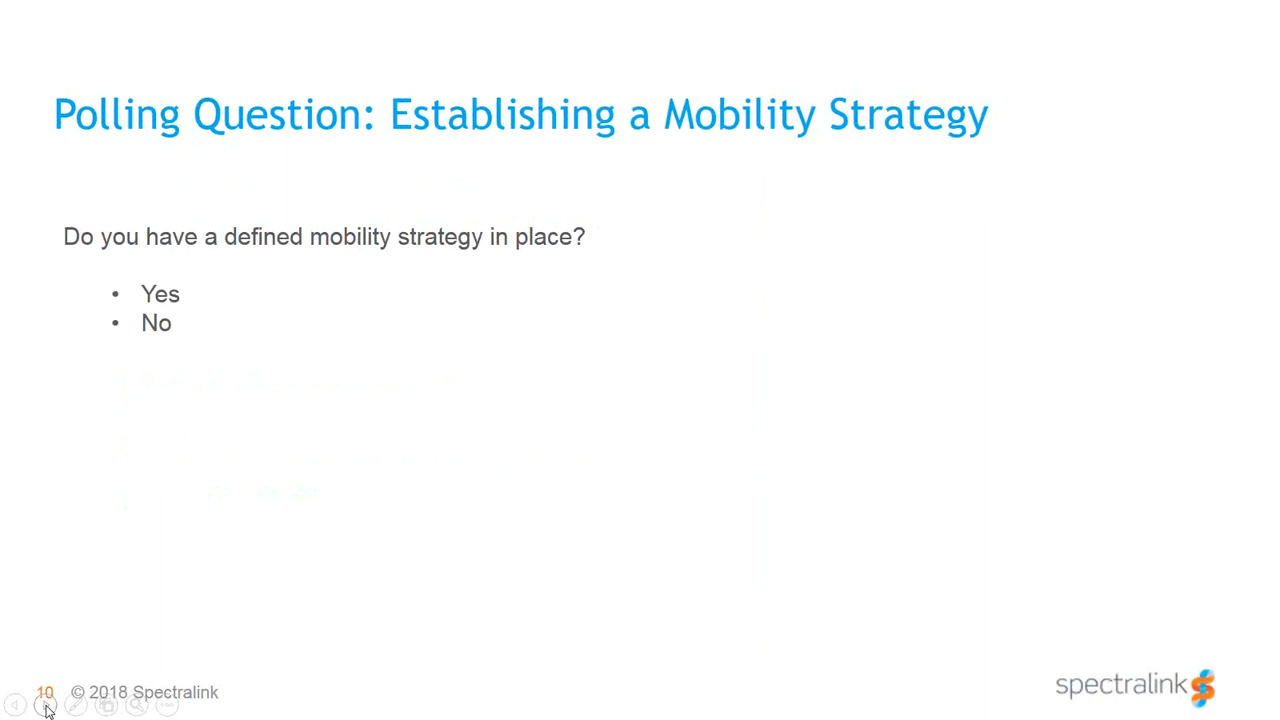 Polling Question: Establishing a Mobility Strategy
Do you have a defined mobility strategy in place?
• Yes
• No
10 © 2018 Spectralink
spectralink